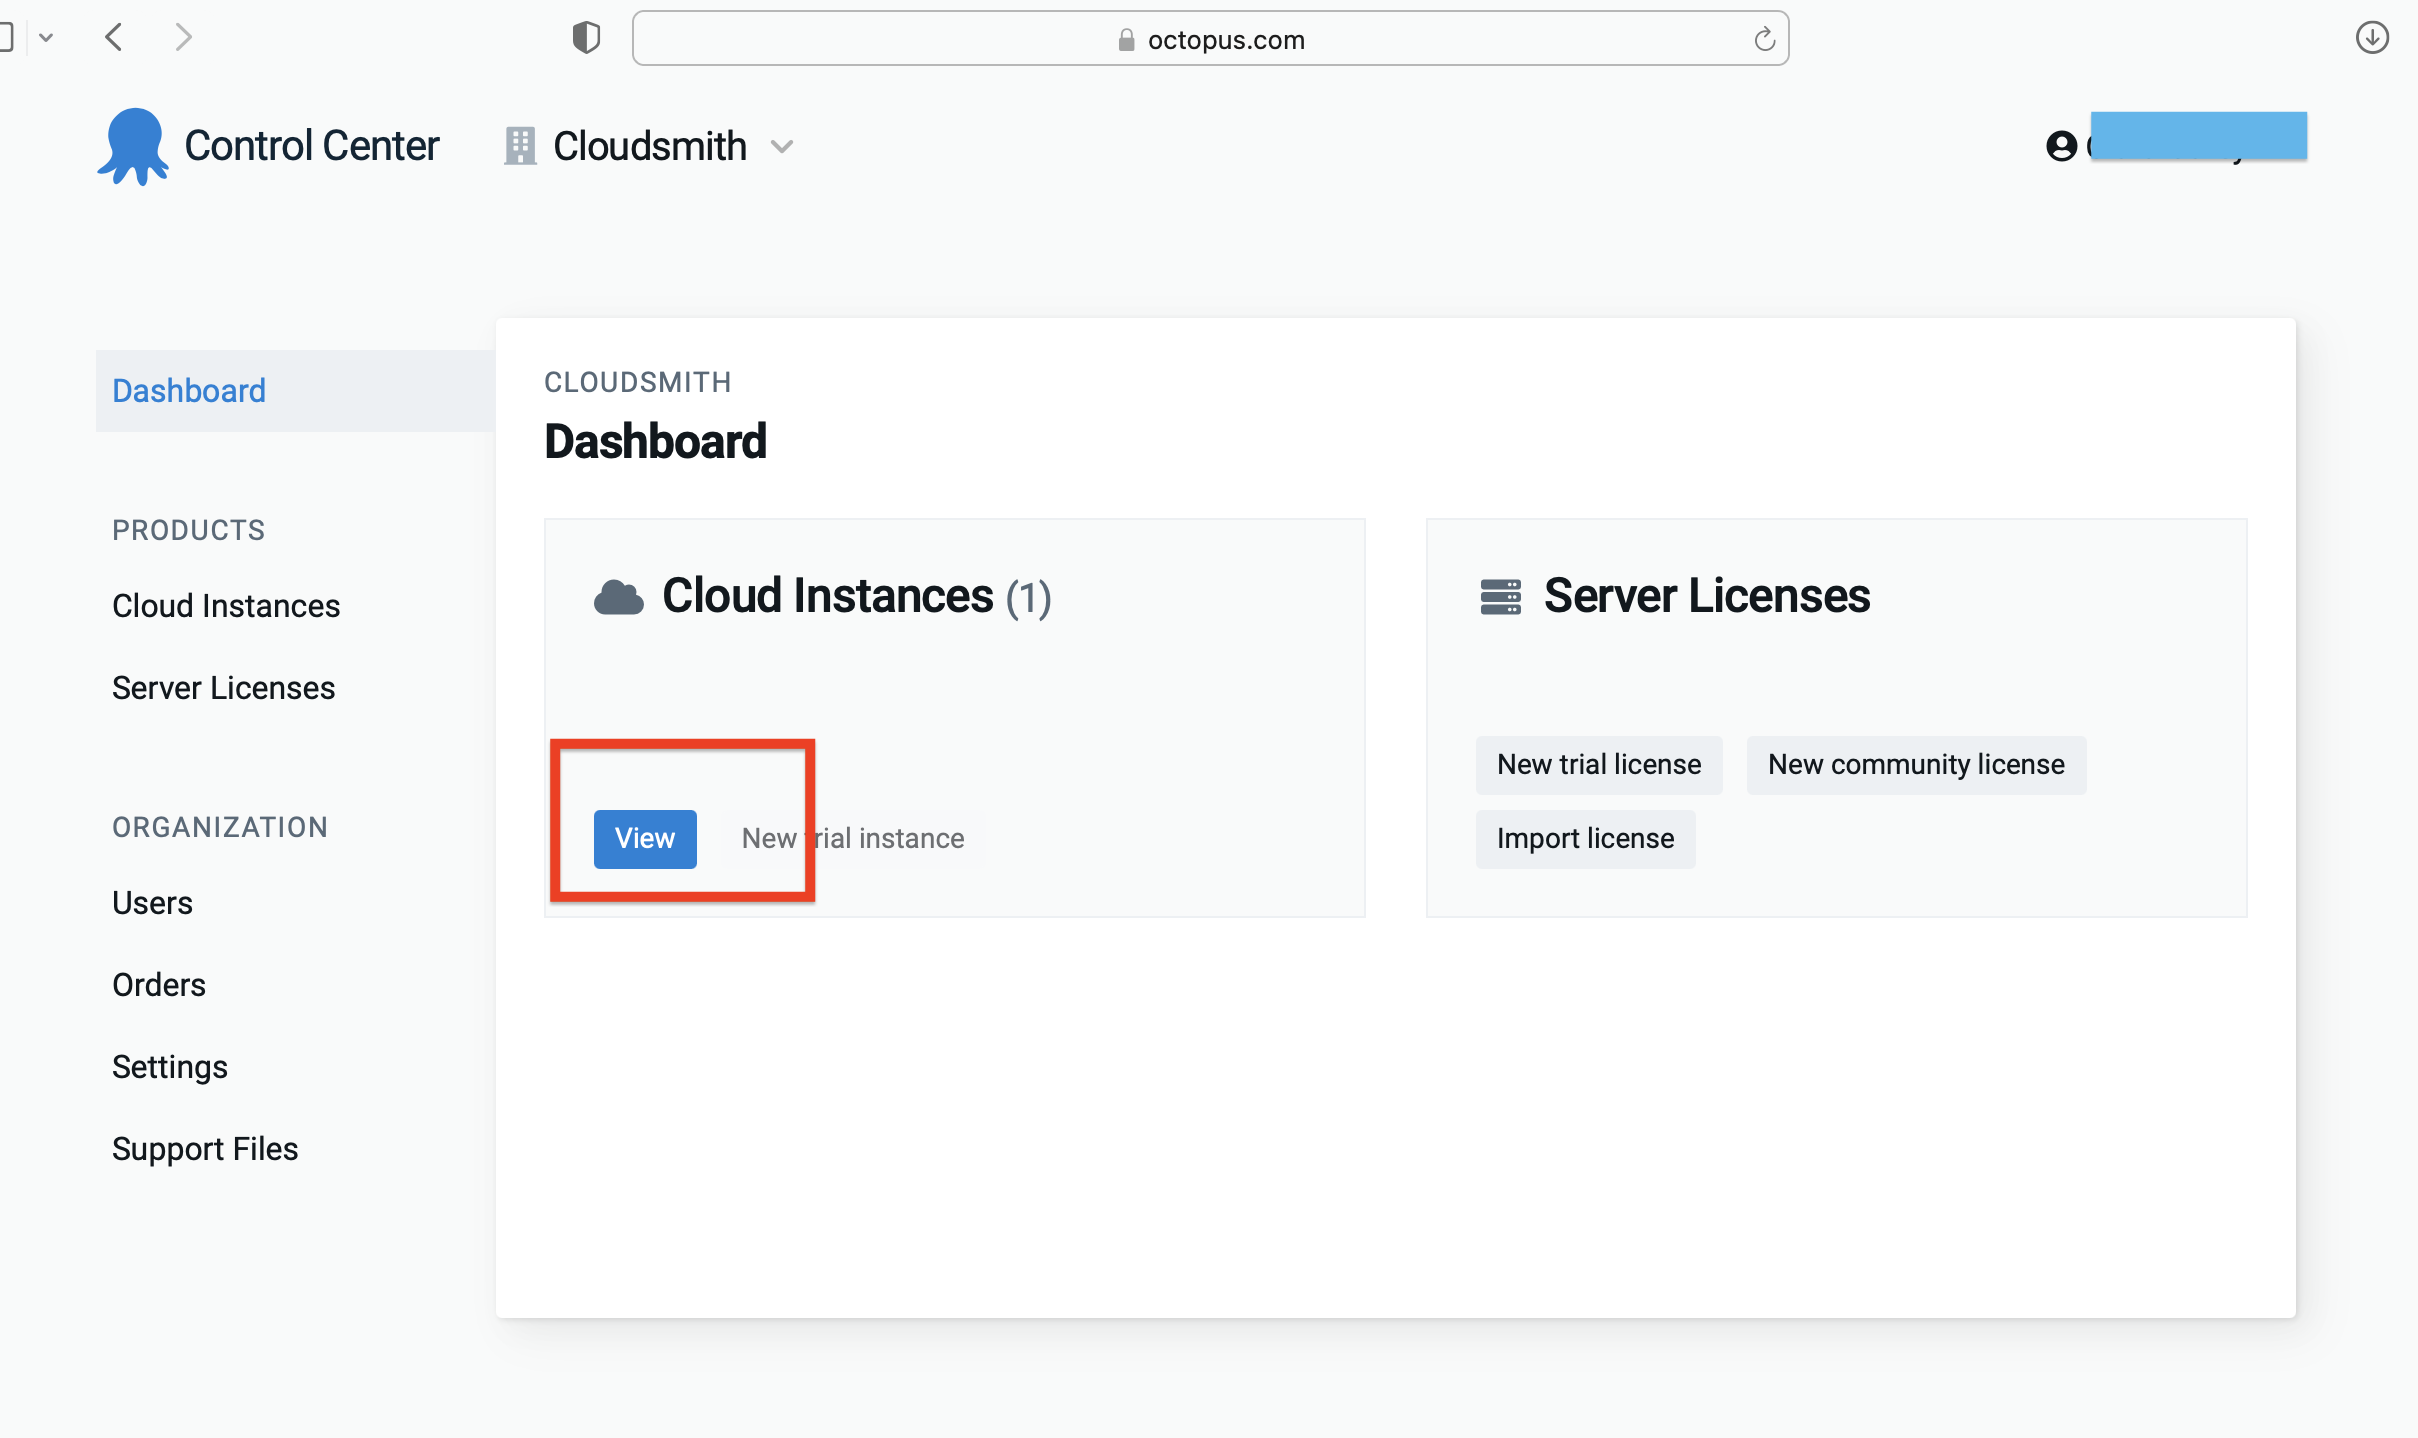 octopus.com
Control Center
Cloudsmith
Dashboard
PRODUCTS
Cloud Instances
Server Licenses
ORGANIZATION
Users
Orders
Settings
Support Files
CLOUDSMITH
Dashboard
Cloud Instances (1)
View
New trial instance
Server Licenses
New trial license
New community license
Import license